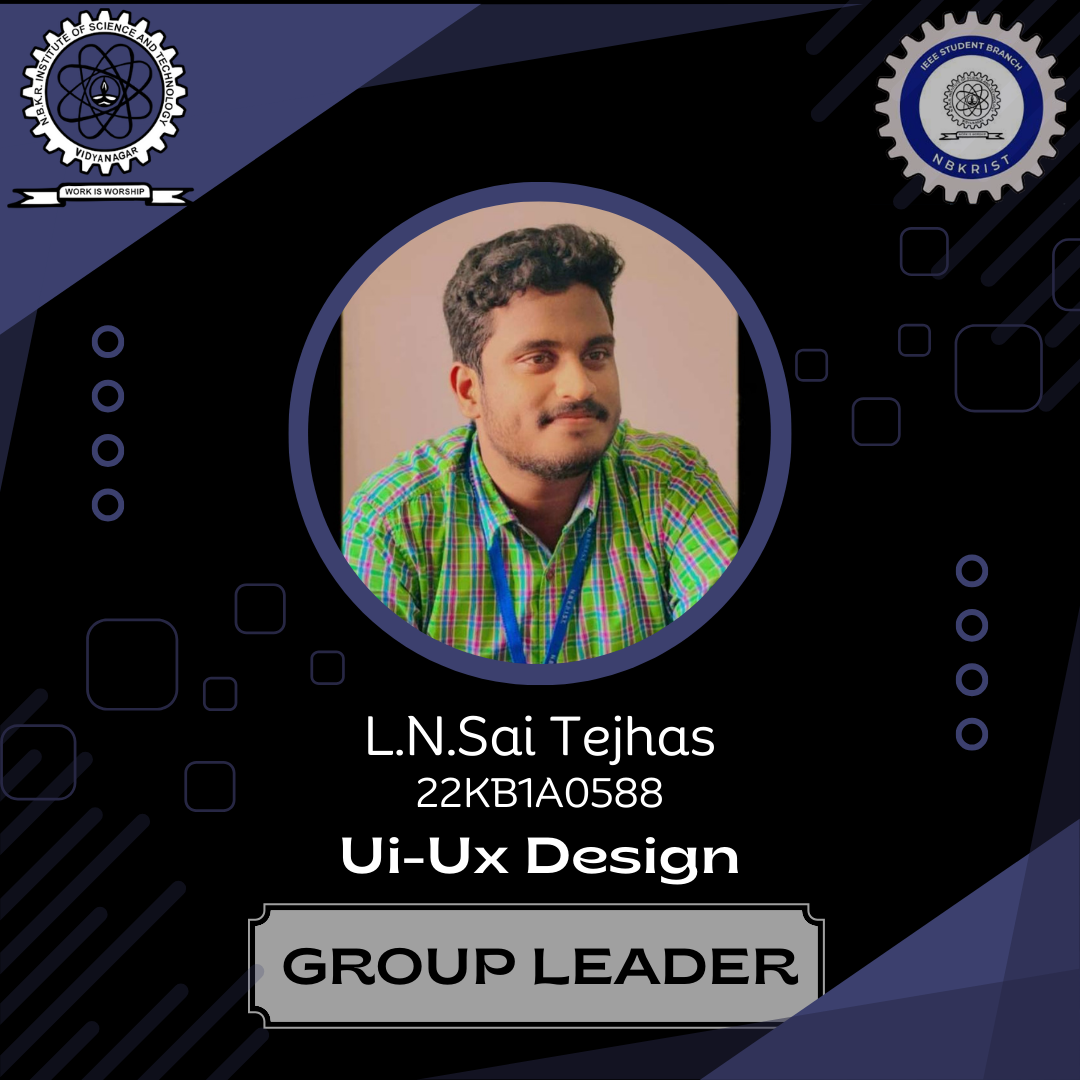 N.B.K.R. INSTITUTE OF SCIENCE AND TECHNOLOGY
VIDYANAGAR
WORK IS WORSHIP
IEEE STUDENT BRANCH
NBKRIST
L.N.Sai Tejhas
22KB1A0588
Ui-Ux Design
GROUP LEADER